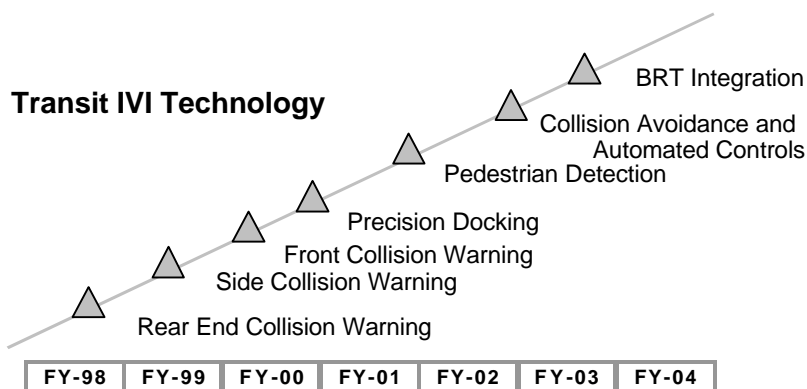 BRT Integration
Transit IVI Technology
Collision Avoidance and
Automated Controls
Pedestrian Detection
Precision Docking
Front Collision Warning
Side Collision Warning
Rear End Collision Warning
FY-98 FY-99 FY-00 FY-01 FY-02 FY-03 FY-04